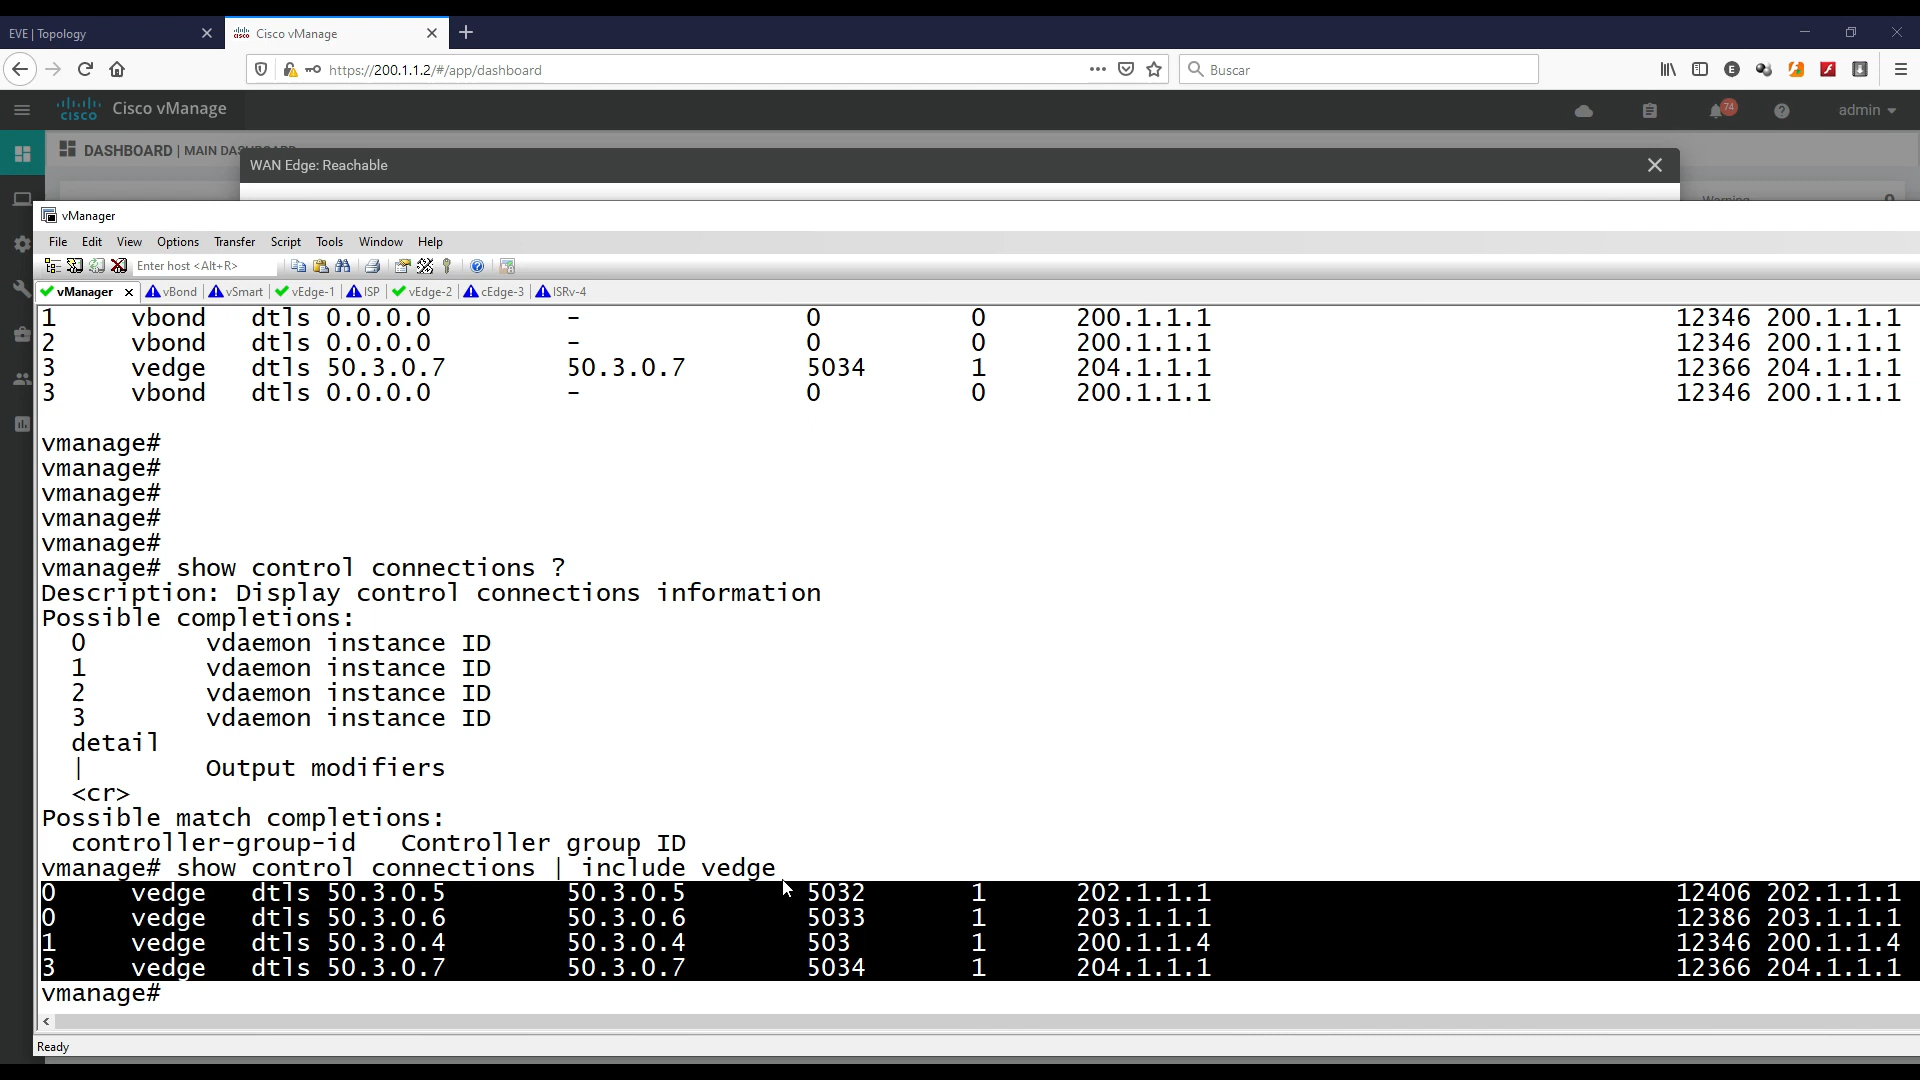 EVE | Topology
Cisco vManage
https://200.1.1.2/#/app/dashboard
Buscar
cisco Cisco vManage
74
admin
DASHBOARD | MAIN
WAN Edge: Reachable
vManager
File Edit View Options Transfer Script Tools Window Help
Enter host <Alt+R>
vManager vBond vSmart vEdge-1 ISP vEdge-2 cEdge-3 ISRv-4
1 vbond dtls 0.0.0.0 - 0 0 200.1.1.1 12346 200.1.1.1
2 vbond dtls 0.0.0.0 - 0 0 200.1.1.1 12346 200.1.1.1
3 vedge dtls 50.3.0.7 50.3.0.7 5034 1 204.1.1.1 12366 204.1.1.1
3 vbond dtls 0.0.0.0 - 0 0 200.1.1.1 12346 200.1.1.1
vmanage#
vmanage#
vmanage#
vmanage#
vmanage#
vmanage# show control connections ?
Description: Display control connections information
Possible completions:
0 vdaemon instance ID
1 vdaemon instance ID
2 vdaemon instance ID
3 vdaemon instance ID
detail
| Output modifiers
<cr>
Possible match completions:
controller-group-id Controller group ID
vmanage# show control connections | include vedge
0 vedge dtls 50.3.0.5 50.3.0.5 5032 1 202.1.1.1 12406 202.1.1.1
0 vedge dtls 50.3.0.6 50.3.0.6 5033 1 203.1.1.1 12386 203.1.1.1
1 vedge dtls 50.3.0.4 50.3.0.4 503 1 200.1.1.4 12346 200.1.1.4
3 vedge dtls 50.3.0.7 50.3.0.7 5034 1 204.1.1.1 12366 204.1.1.1
vmanage#
Ready